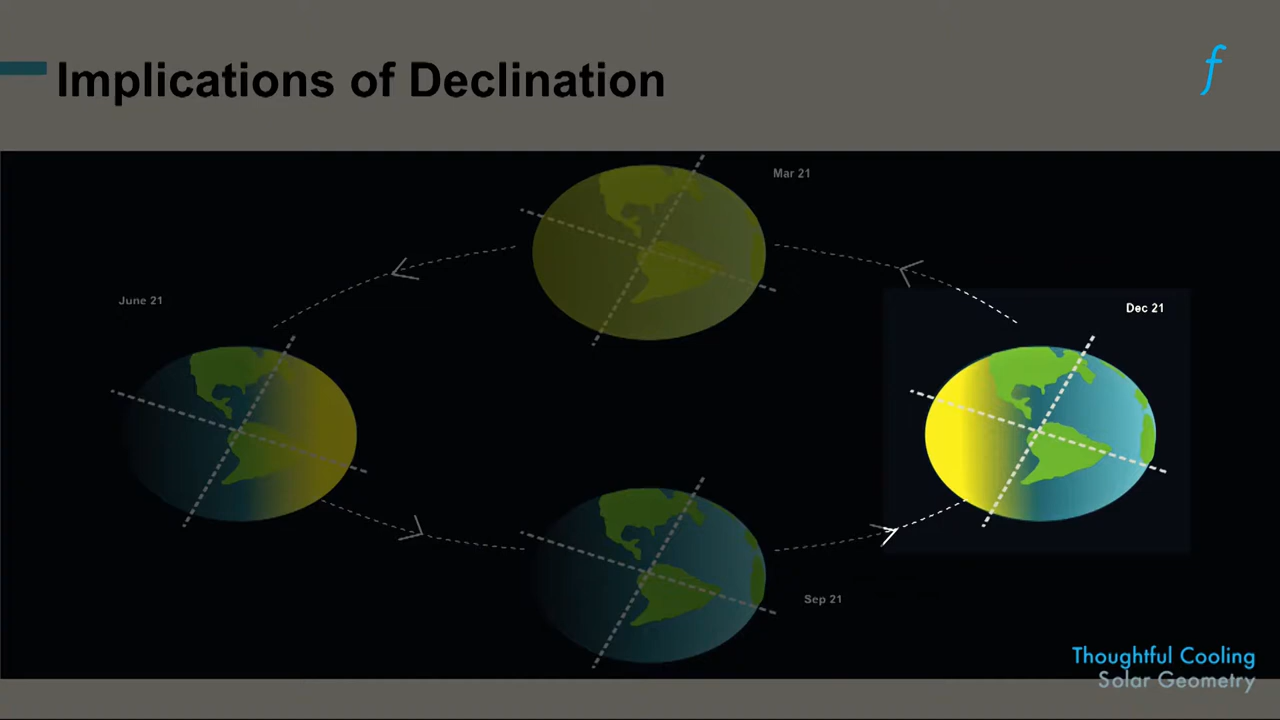 Implications of Declination
f
Mar 21
June 21
Dec 21
Sep 21
Thoughtful Cooling
Solar Geometry